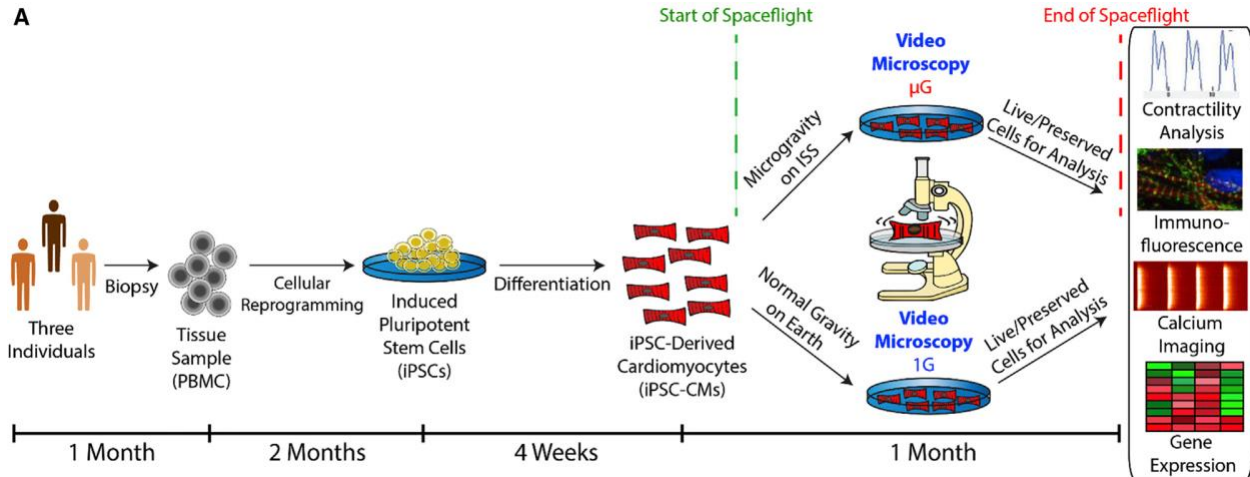 A
Start of Spaceflight
End of Spaceflight
Three
Individuals
Biopsy
Tissue
Sample
(PBMC)
Cellular
Reprogramming
Induced
Pluripotent
Stem Cells
(iPSCs)
Differentiation
iPSC-Derived
Cardiomyocytes
(iPSC-CMs)
Microgravity
on ISS
Normal Gravity
on Earth
Video
Microscopy
μG
Video
Microscopy
1G
Live/Preserved
Cells for Analysis
Live/Preserved
Cells for Analysis
Contractility
Analysis
Immuno-
fluorescence
Calcium
Imaging
Gene
Expression
1 Month
2 Months
4 Weeks
1 Month